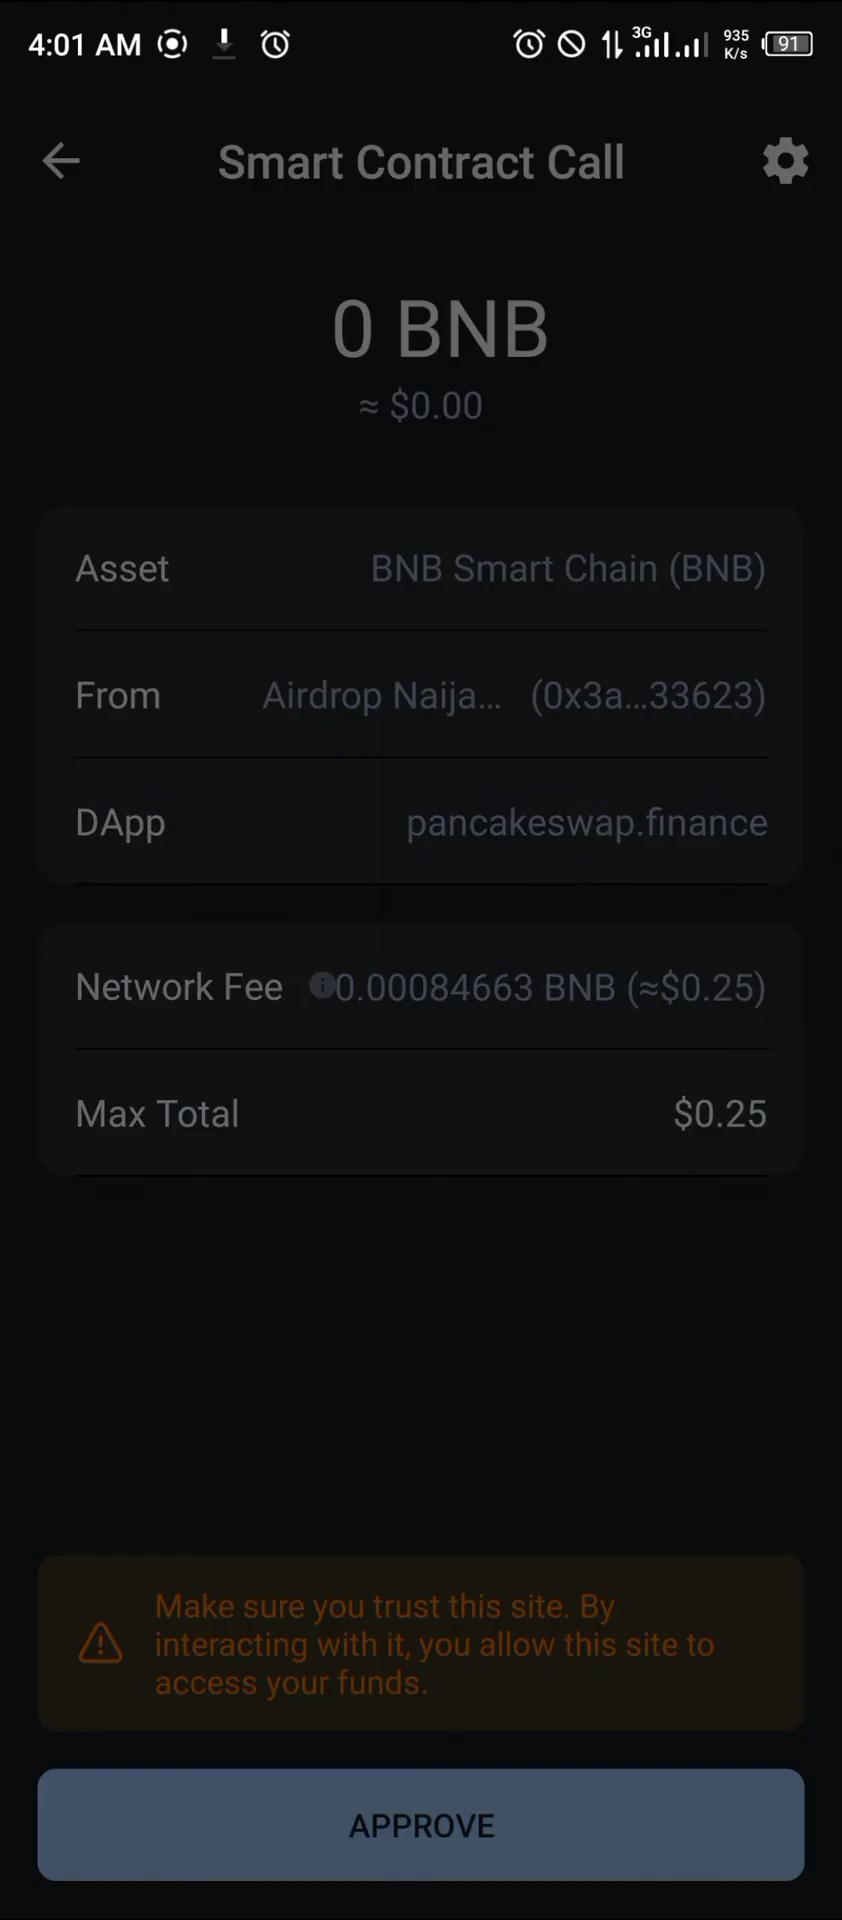 4:01 AM 3G 935 K/s 91
Smart Contract Call
0 BNB
≈ $0.00
Asset BNB Smart Chain (BNB)
From Airdrop Naija... (0x3a...33623)
DApp pancakeswap.finance
Network Fee 0.00084663 BNB (≈$0.25)
Max Total $0.25
Make sure you trust this site. By
interacting with it, you allow this site to
access your funds.
APPROVE